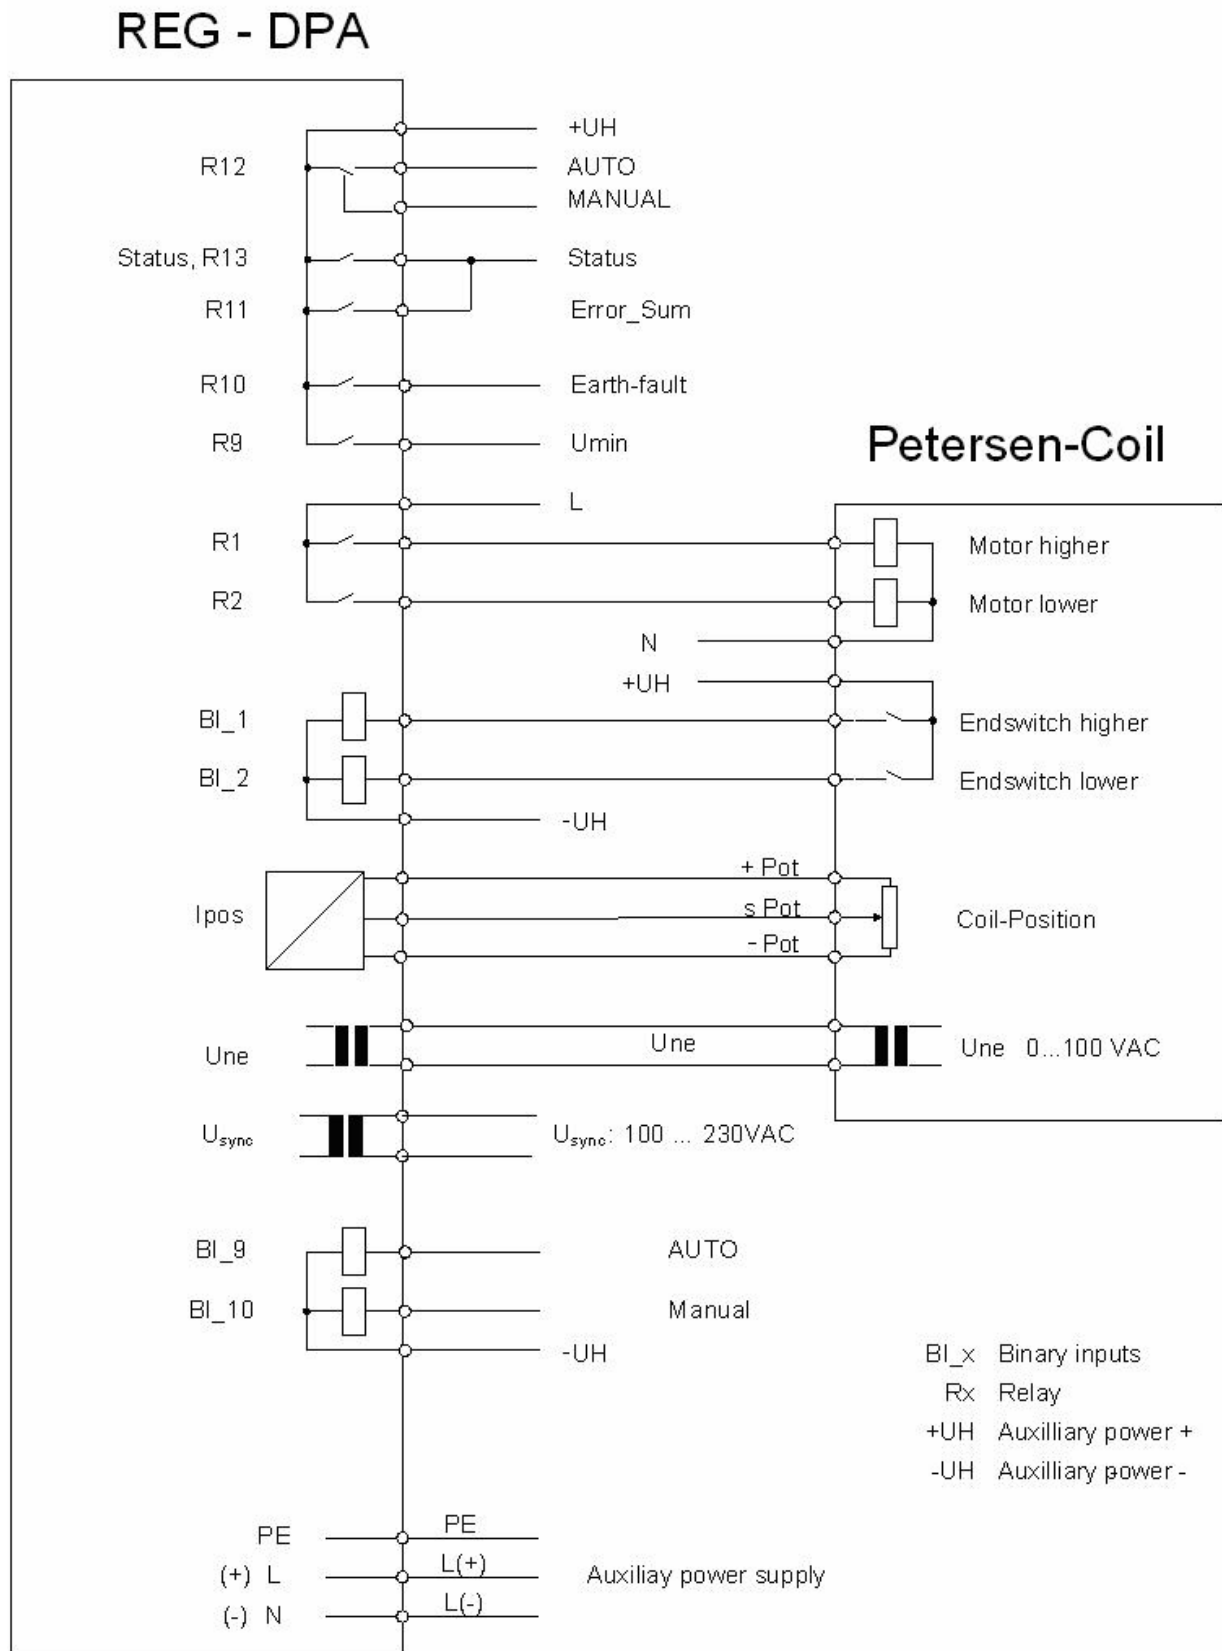 REG - DPA
+UH
R12 AUTO
MANUAL
Status, R13 Status
R11 Error_Sum
R10 Earth-fault
R9 Umin
Petersen-Coil
L
R1 Motor higher
R2 Motor lower
N
+UH
BI_1 Endswitch higher
BI_2 Endswitch lower
-UH
+ Pot
Ipos s Pot Coil-Position
- Pot
Une Une Une 0...100 VAC
Usync Usync: 100 ... 230VAC
BI_9 AUTO
BI_10 Manual
-UH
BI_x Binary inputs
Rx Relay
+UH Auxilliary power +
-UH Auxilliary power -
PE PE
(+) L L(+) Auxiliay power supply
(-) N L(-)